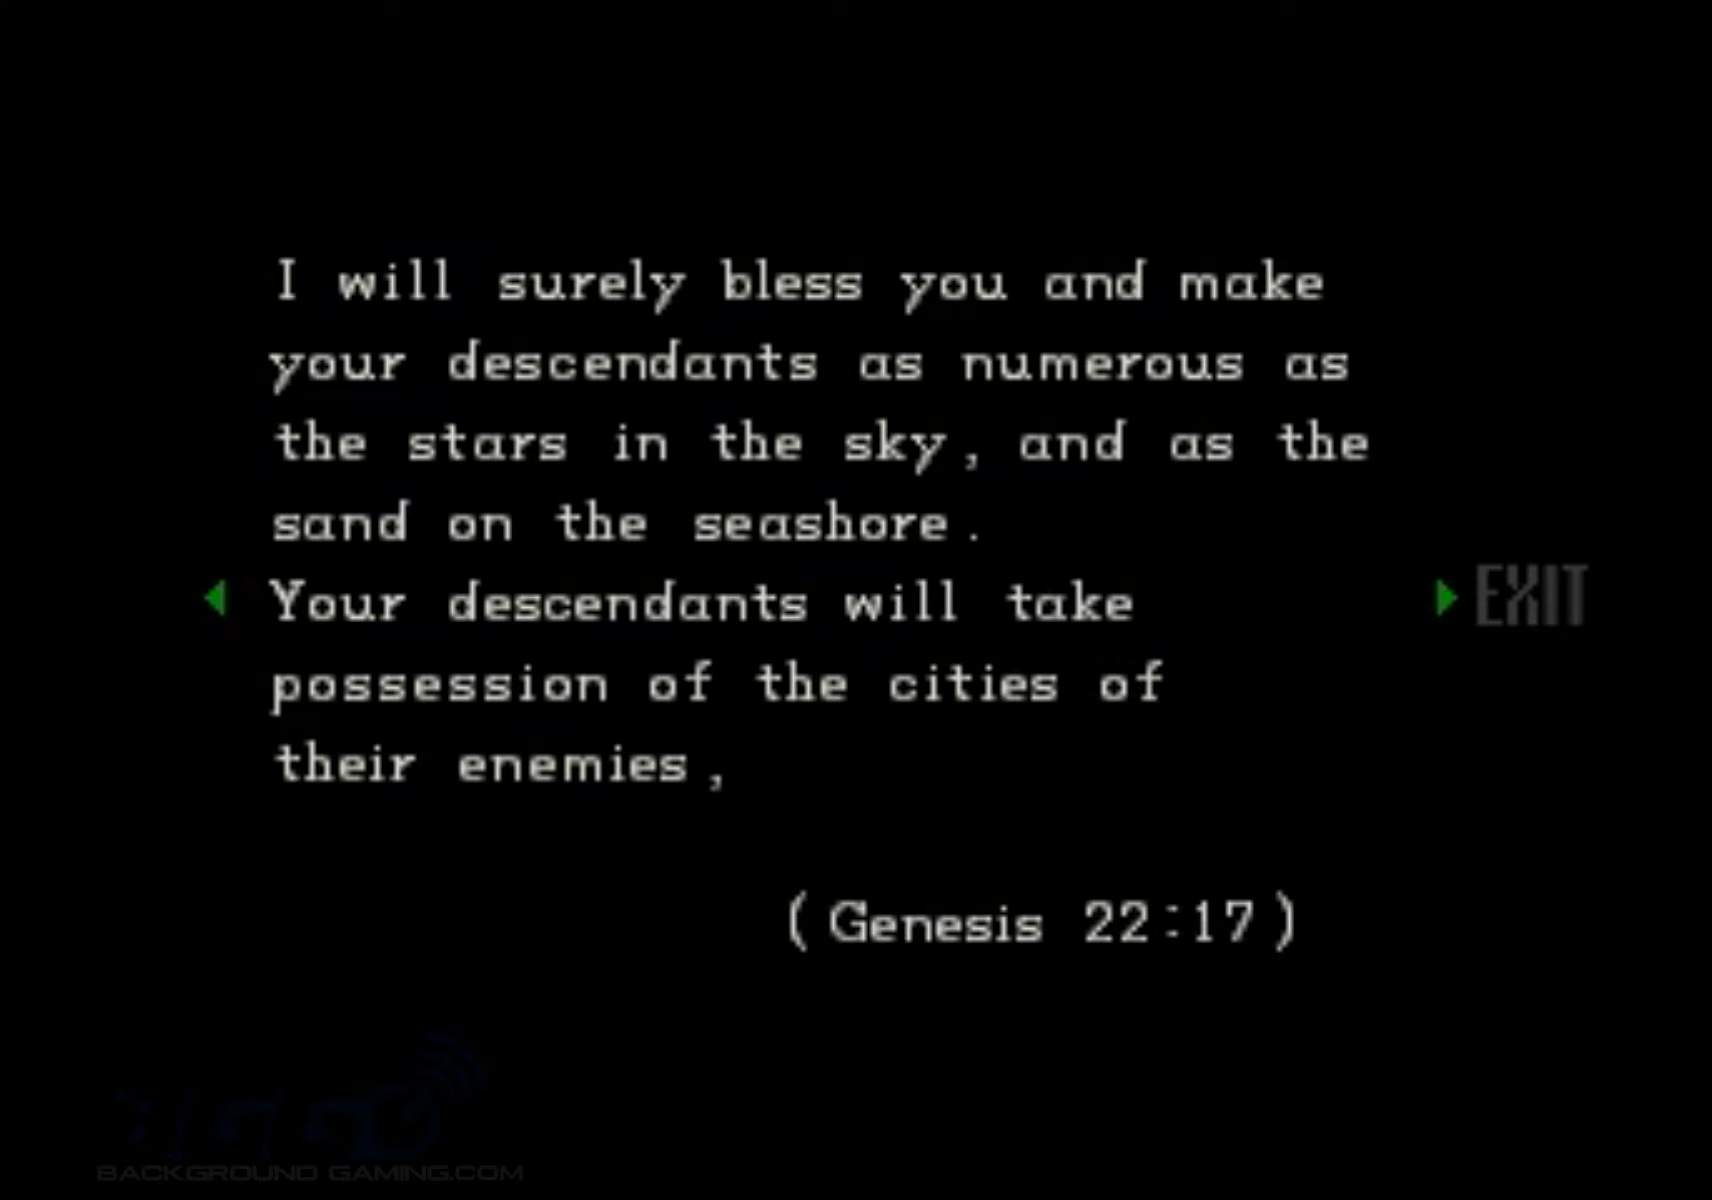 I will surely bless you and make
your descendants as numerous as
the stars in the sky, and as the
sand on the seashore.
Your descendants will take
possession of the cities of
their enemies,
EXIT
(Genesis 22:17)
BACKGROUND GAMING.COM